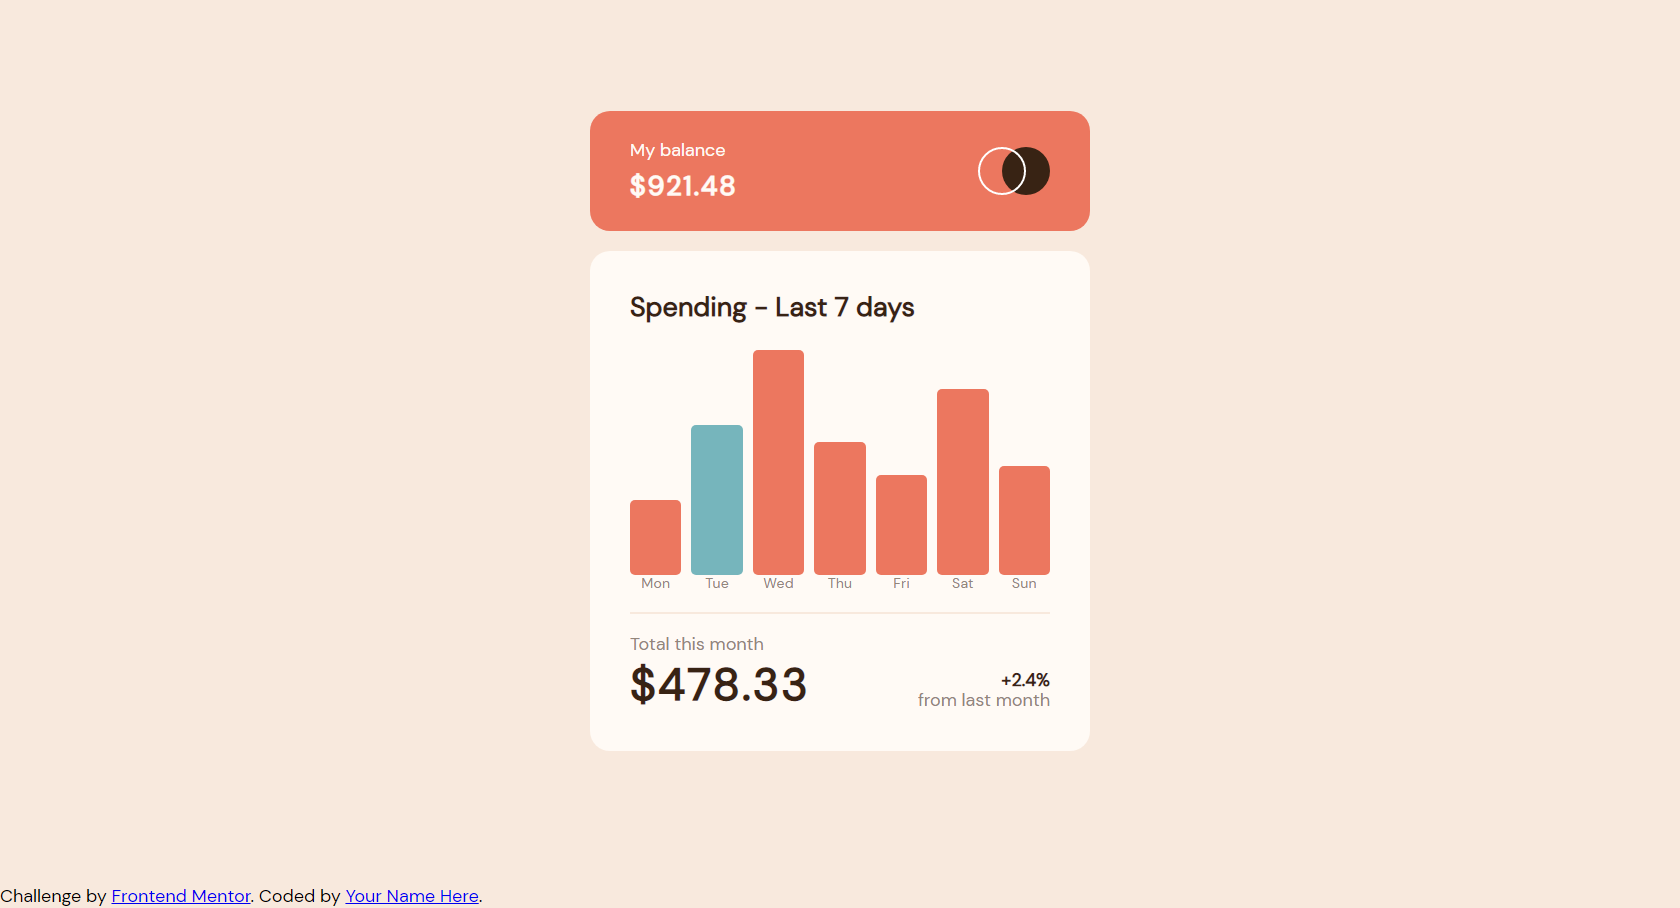 My balance
$921.48
Spending - Last 7 days
Mon Tue Wed Thu Fri Sat Sun
Total this month
$478.33
+2.4%
from last month
Challenge by Frontend Mentor. Coded by Your Name Here.